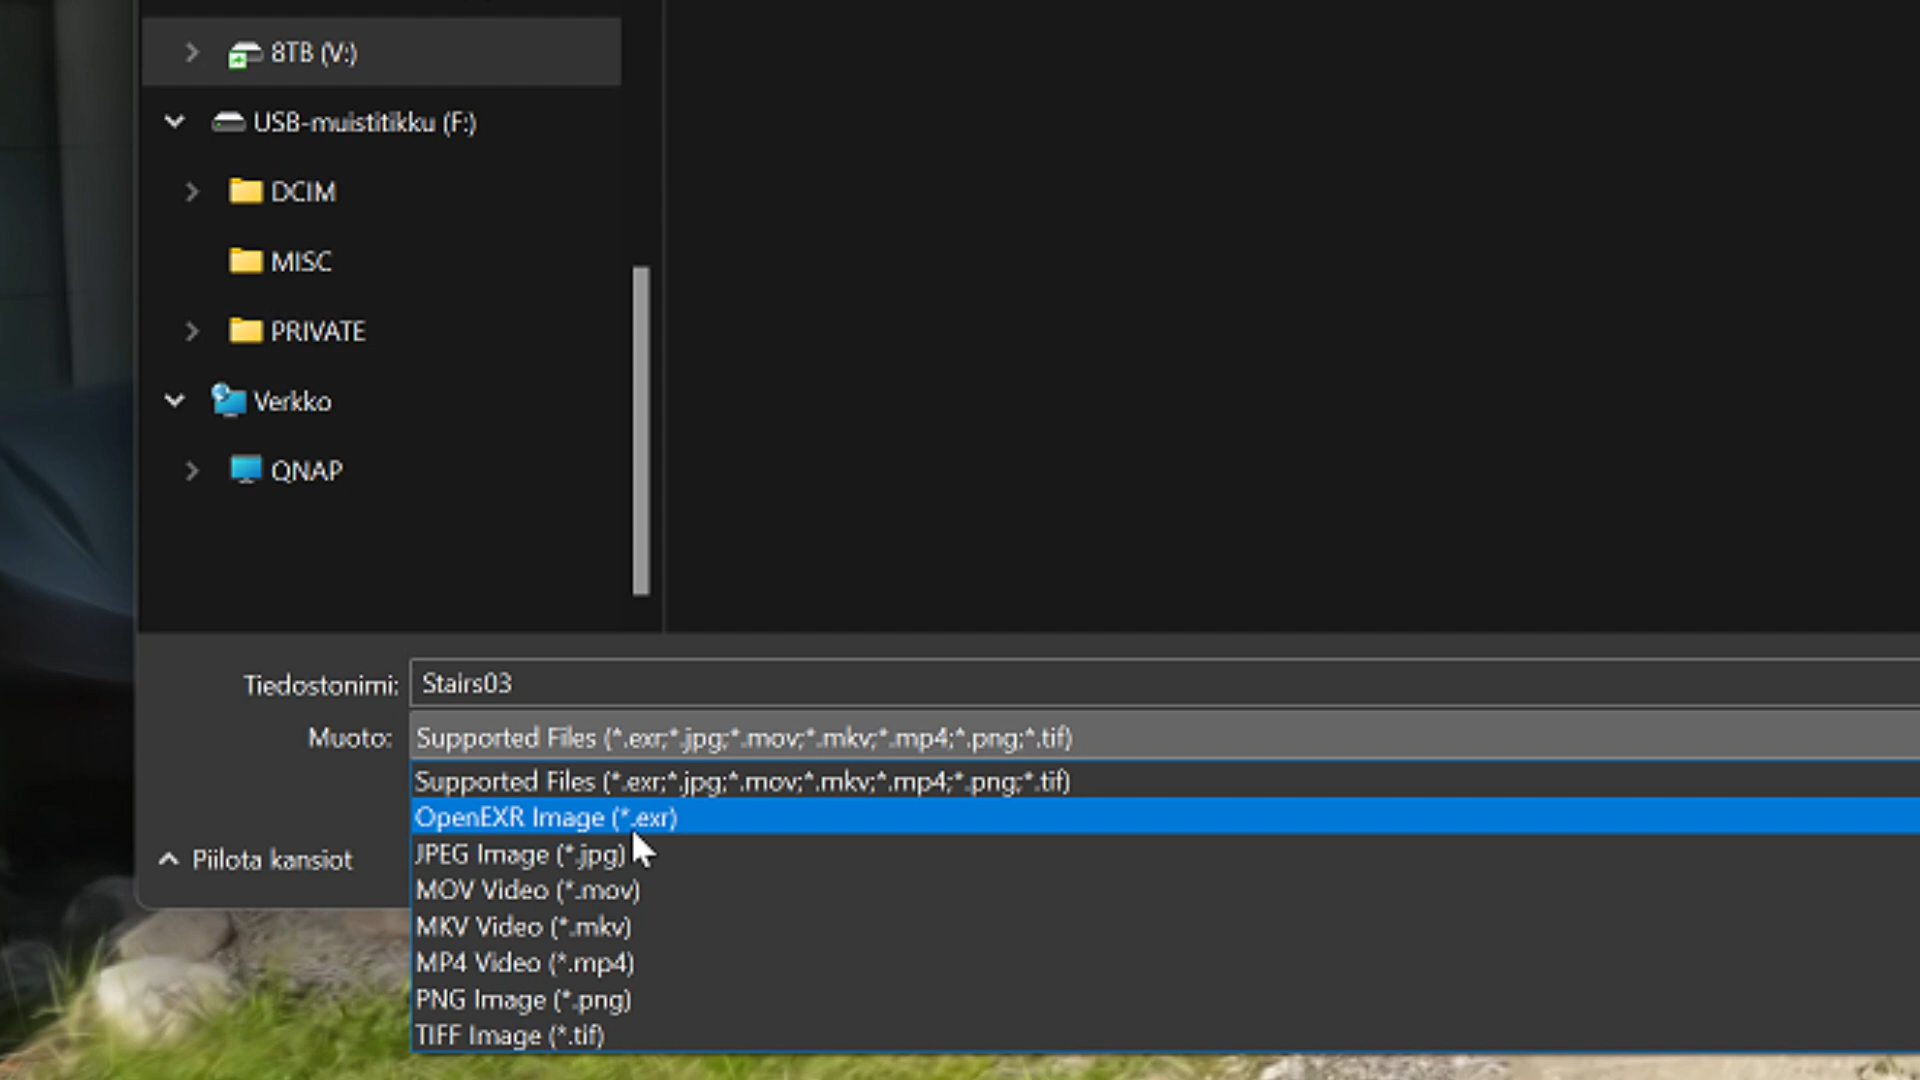 8TB (V:)
USB-muistitikku (F:)
DCIM
MISC
PRIVATE
Verkko
QNAP
Tiedostonimi: Stairs03
Muoto: Supported Files (*.exr;*.jpg;*.mov;*.mkv;*.mp4;*.png;*.tif)
Supported Files (*.exr;*.jpg;*.mov;*.mkv;*.mp4;*.png;*.tif)
OpenEXR Image (*.exr)
Piilota kansiot
JPEG Image (*.jpg)
MOV Video (*.mov)
MKV Video (*.mkv)
MP4 Video (*.mp4)
PNG Image (*.png)
TIFF Image (*.tif)